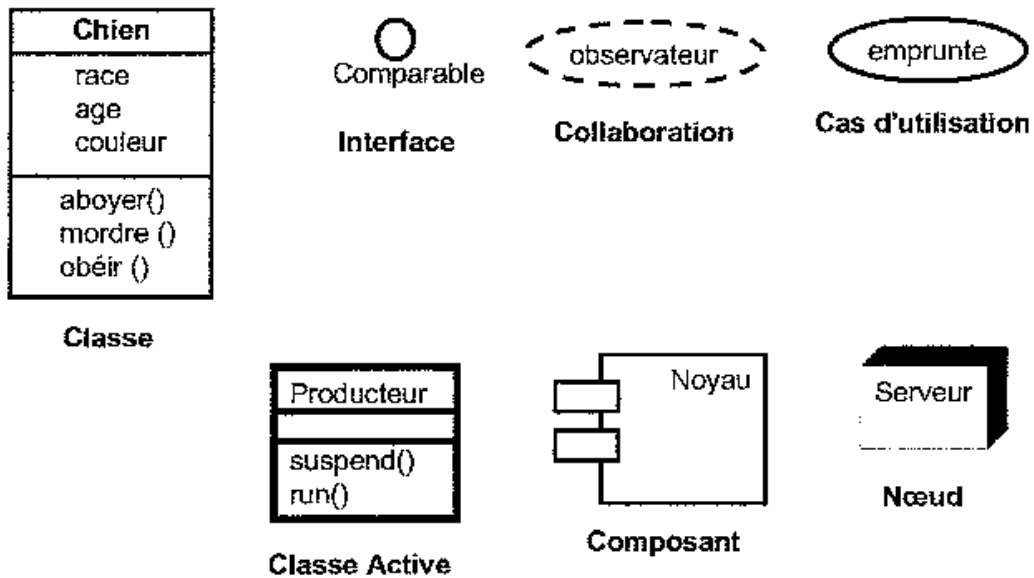 Chien
race
age
couleur
aboyer()
mordre ()
obéir ()
Classe
Comparable
Interface
observateur
Collaboration
emprunte
Cas d'utilisation
Producteur
suspend()
run()
Classe Active
Noyau
Composant
Serveur
Nœud